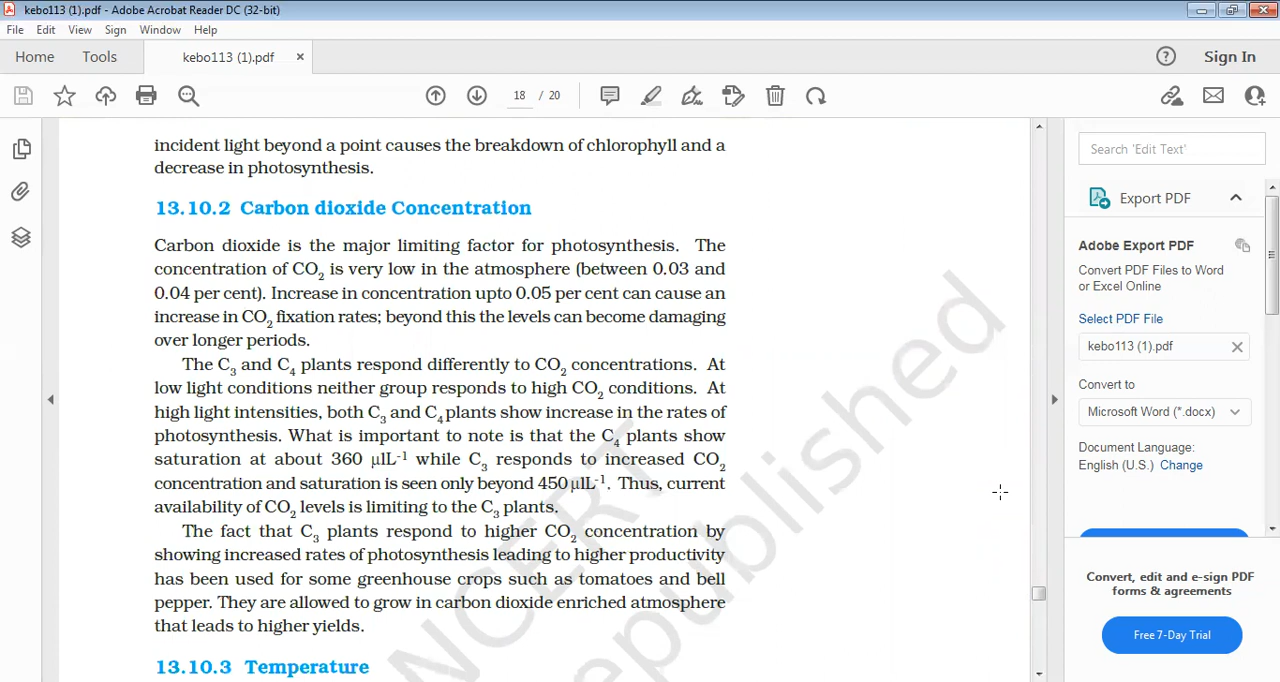 kebo113 (1).pdf - Adobe Acrobat Reader DC (32-bit)
File Edit View Sign Window Help
Home Tools kebo113 (1).pdf × Sign In
18 / 20
incident light beyond a point causes the breakdown of chlorophyll and a
decrease in photosynthesis.
13.10.2 Carbon dioxide Concentration
Carbon dioxide is the major limiting factor for photosynthesis. The
concentration of CO₂ is very low in the atmosphere (between 0.03 and
0.04 per cent). Increase in concentration upto 0.05 per cent can cause an
increase in CO₂ fixation rates; beyond this the levels can become damaging
over longer periods.
The C₃ and C₄ plants respond differently to CO₂ concentrations. At
low light conditions neither group responds to high CO₂ conditions. At
high light intensities, both C₃ and C₄ plants show increase in the rates of
photosynthesis. What is important to note is that the C₄ plants show
saturation at about 360 µlL⁻¹ while C₃ responds to increased CO₂
concentration and saturation is seen only beyond 450 µlL⁻¹. Thus, current
availability of CO₂ levels is limiting to the C₃ plants.
The fact that C₃ plants respond to higher CO₂ concentration by
showing increased rates of photosynthesis leading to higher productivity
has been used for some greenhouse crops such as tomatoes and bell
pepper. They are allowed to grow in carbon dioxide enriched atmosphere
that leads to higher yields.
13.10.3 Temperature
NCERT
republished
Search 'Edit Text'
Export PDF
Adobe Export PDF
Convert PDF Files to Word
or Excel Online
Select PDF File
kebo113 (1).pdf
Convert to
Microsoft Word (*.docx)
Document Language:
English (U.S.) Change
Convert, edit and e-sign PDF
forms & agreements
Free 7-Day Trial